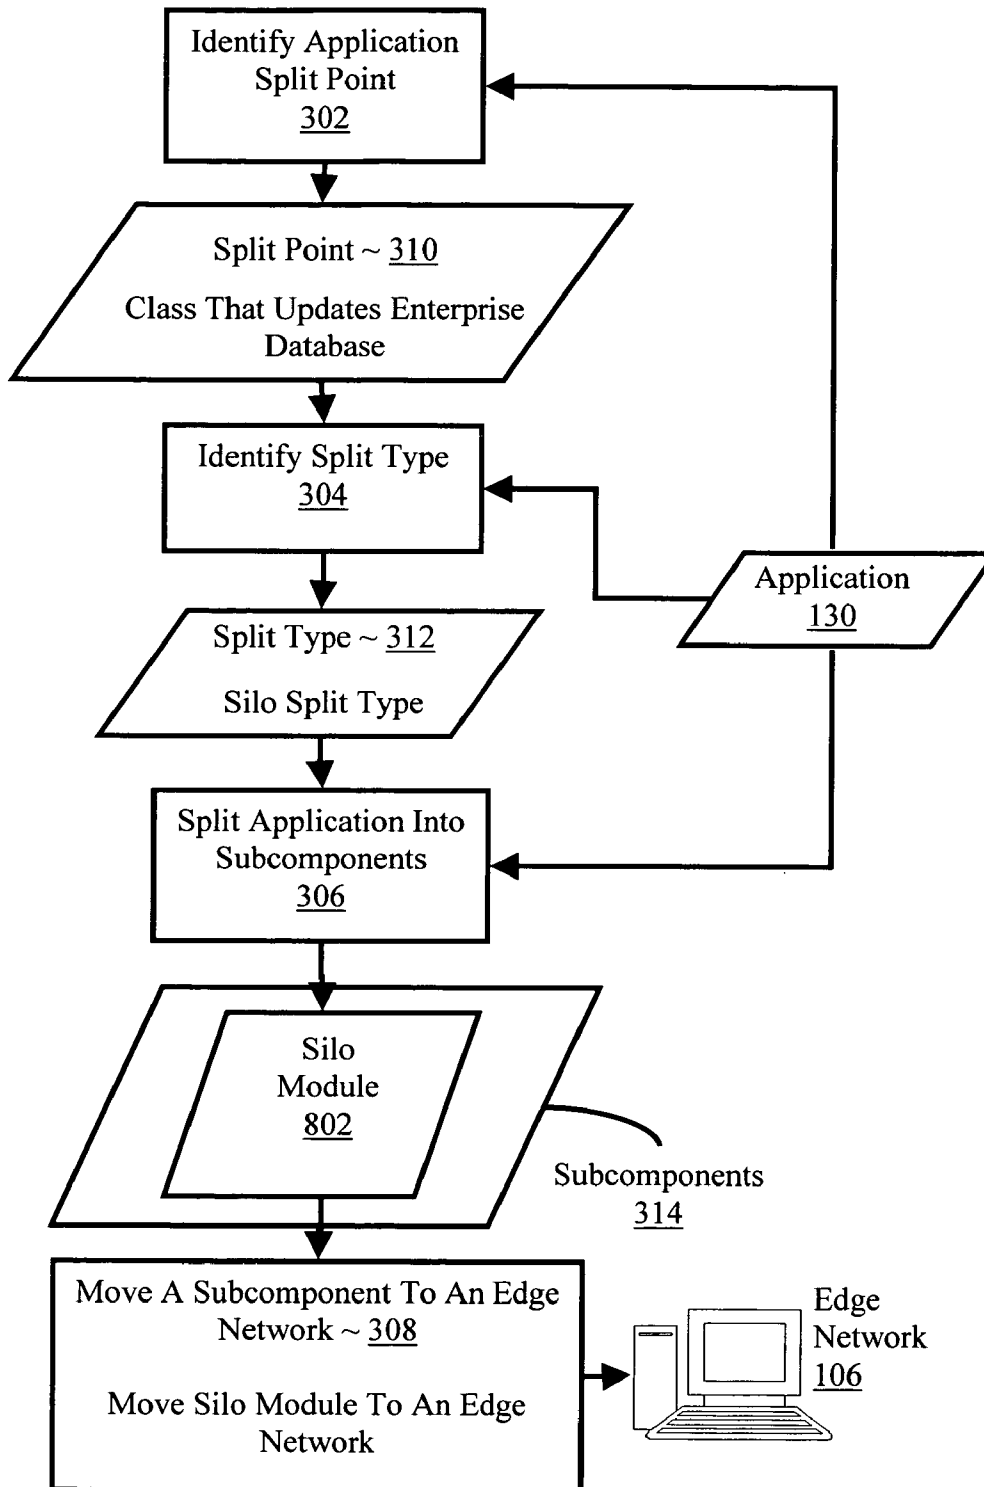 Identify Application
Split Point
302
Split Point ~ 310
Class That Updates Enterprise
Database
Identify Split Type
304
Application
130
Split Type ~ 312
Silo Split Type
Split Application Into
Subcomponents
306
Silo
Module
802
Subcomponents
314
Move A Subcomponent To An Edge
Network ~ 308
Move Silo Module To An Edge
Network
Edge
Network
106